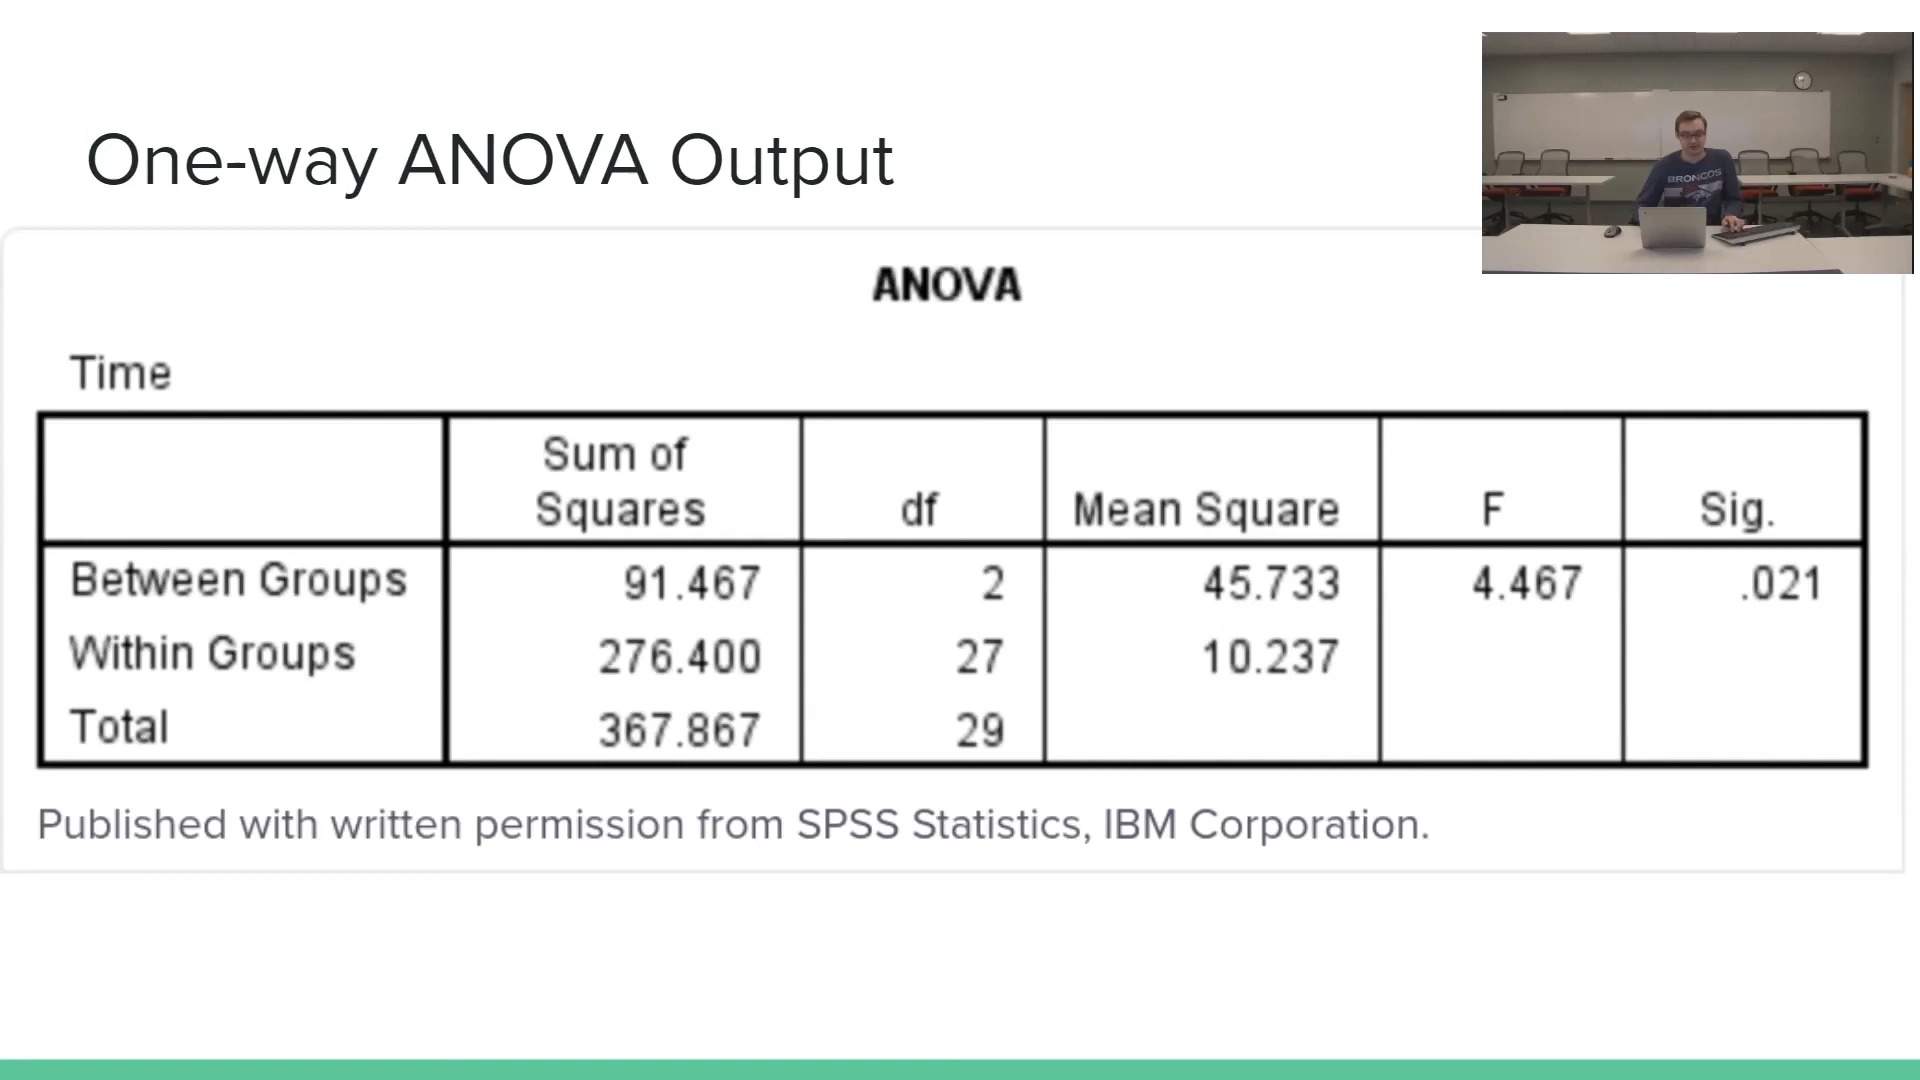 One-way ANOVA Output
BRONCOS
ANOVA
Time
Sum of Squares df Mean Square F Sig.
Between Groups 91.467 2 45.733 4.467 .021
Within Groups 276.400 27 10.237
Total 367.867 29
Published with written permission from SPSS Statistics, IBM Corporation.